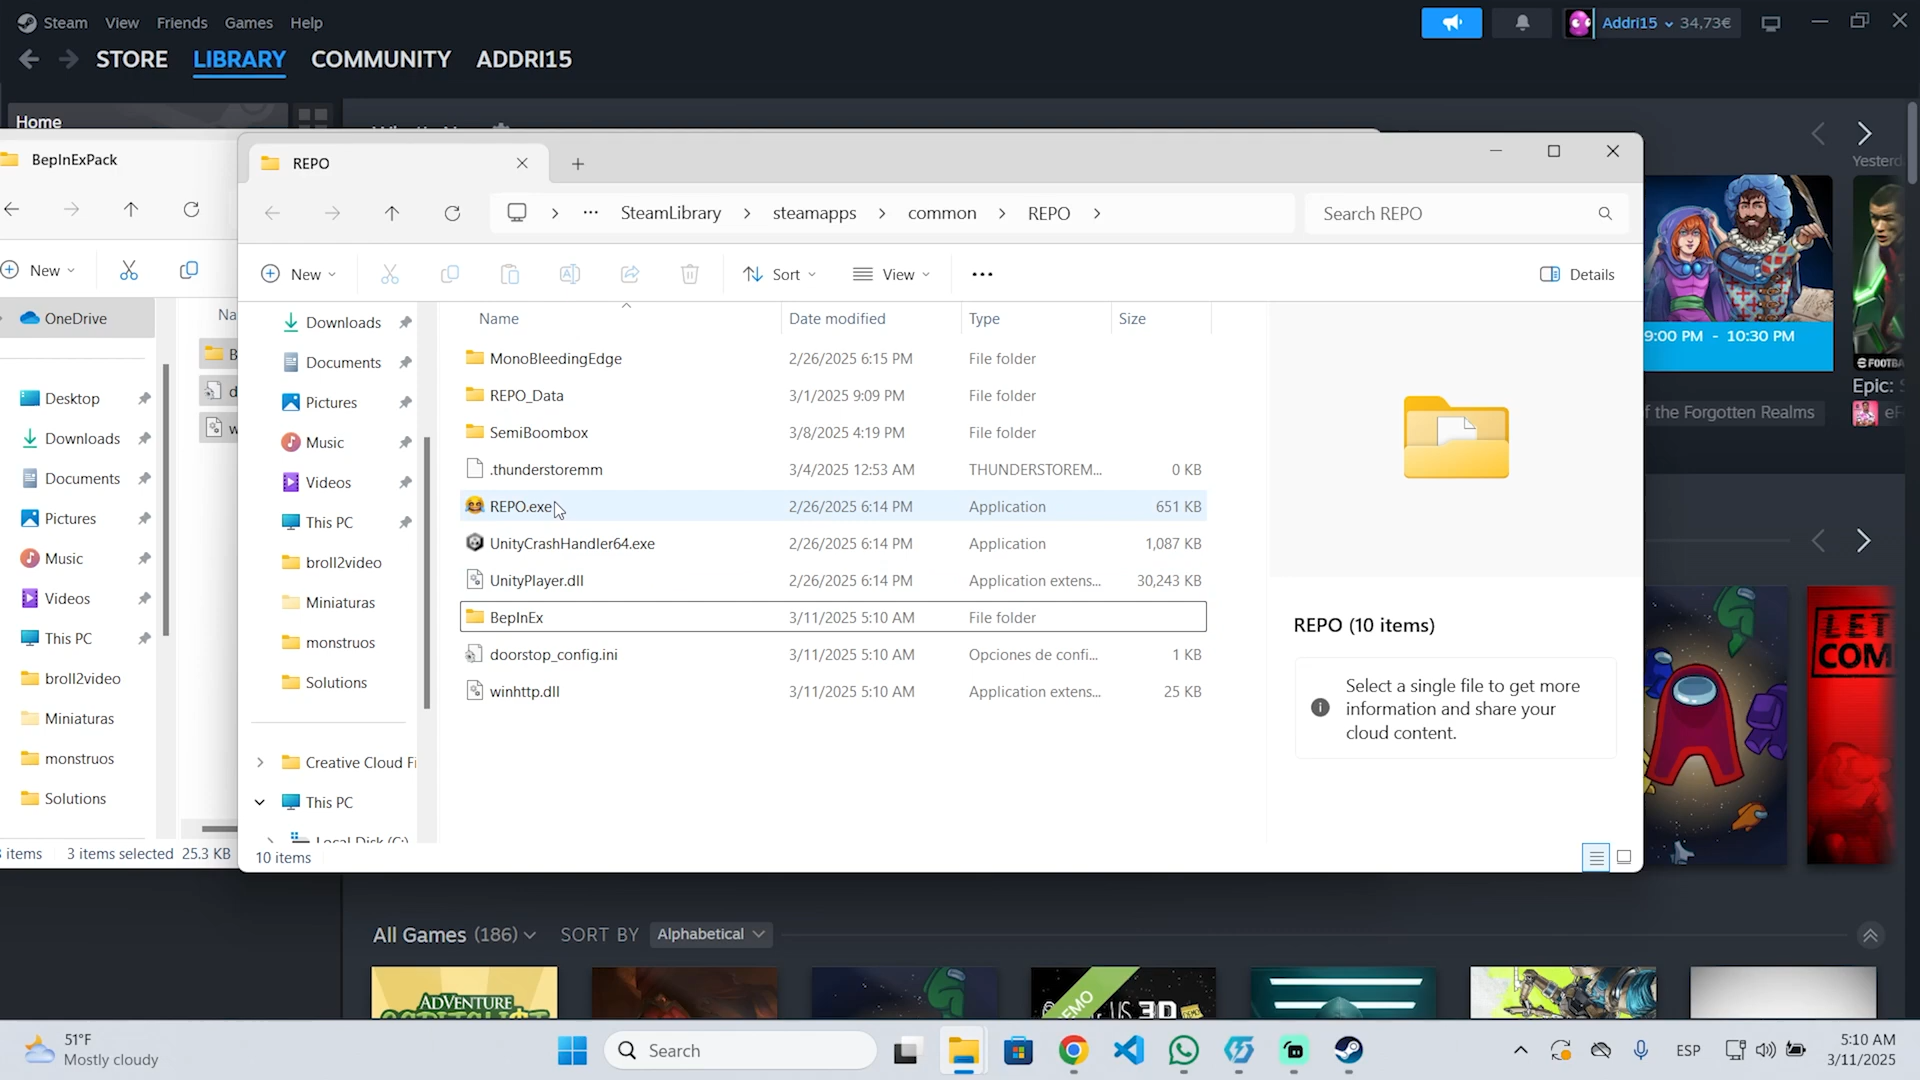 Steam View Friends Games Help
Addri15 34,73€
STORE LIBRARY COMMUNITY ADDRI15
Home
Yesterd
BepInExPack
REPO
SteamLibrary steamapps common REPO
Search REPO
New
New Sort View Details
OneDrive
Na
Desktop
Downloads
Documents
Pictures
Music
Videos
This PC
broll2video
Miniaturas
monstruos
Solutions
B
d
w
items 3 items selected 25.3 KB
Downloads
Documents
Pictures
Music
Videos
This PC
broll2video
Miniaturas
monstruos
Solutions
Creative Cloud Fi
This PC
Local Disk (C:)
Name Date modified Type Size
MonoBleedingEdge 2/26/2025 6:15 PM File folder
REPO_Data 3/1/2025 9:09 PM File folder
SemiBoombox 3/8/2025 4:19 PM File folder
.thunderstoremm 3/4/2025 12:53 AM THUNDERSTOREM... 0 KB
REPO.exe 2/26/2025 6:14 PM Application 651 KB
UnityCrashHandler64.exe 2/26/2025 6:14 PM Application 1,087 KB
UnityPlayer.dll 2/26/2025 6:14 PM Application extens... 30,243 KB
BepInEx 3/11/2025 5:10 AM File folder
doorstop_config.ini 3/11/2025 5:10 AM Opciones de confi... 1 KB
winhttp.dll 3/11/2025 5:10 AM Application extens... 25 KB
REPO (10 items)
Select a single file to get more
information and share your
cloud content.
10 items
9:00 PM - 10:30 PM
Epic:
f the Forgotten Realms
FOOTBA
LET
COM
All Games (186) SORT BY Alphabetical
ADVENTURE
DEMO
US 3D
51°F
Mostly cloudy
Search
ESP
5:10 AM
3/11/2025